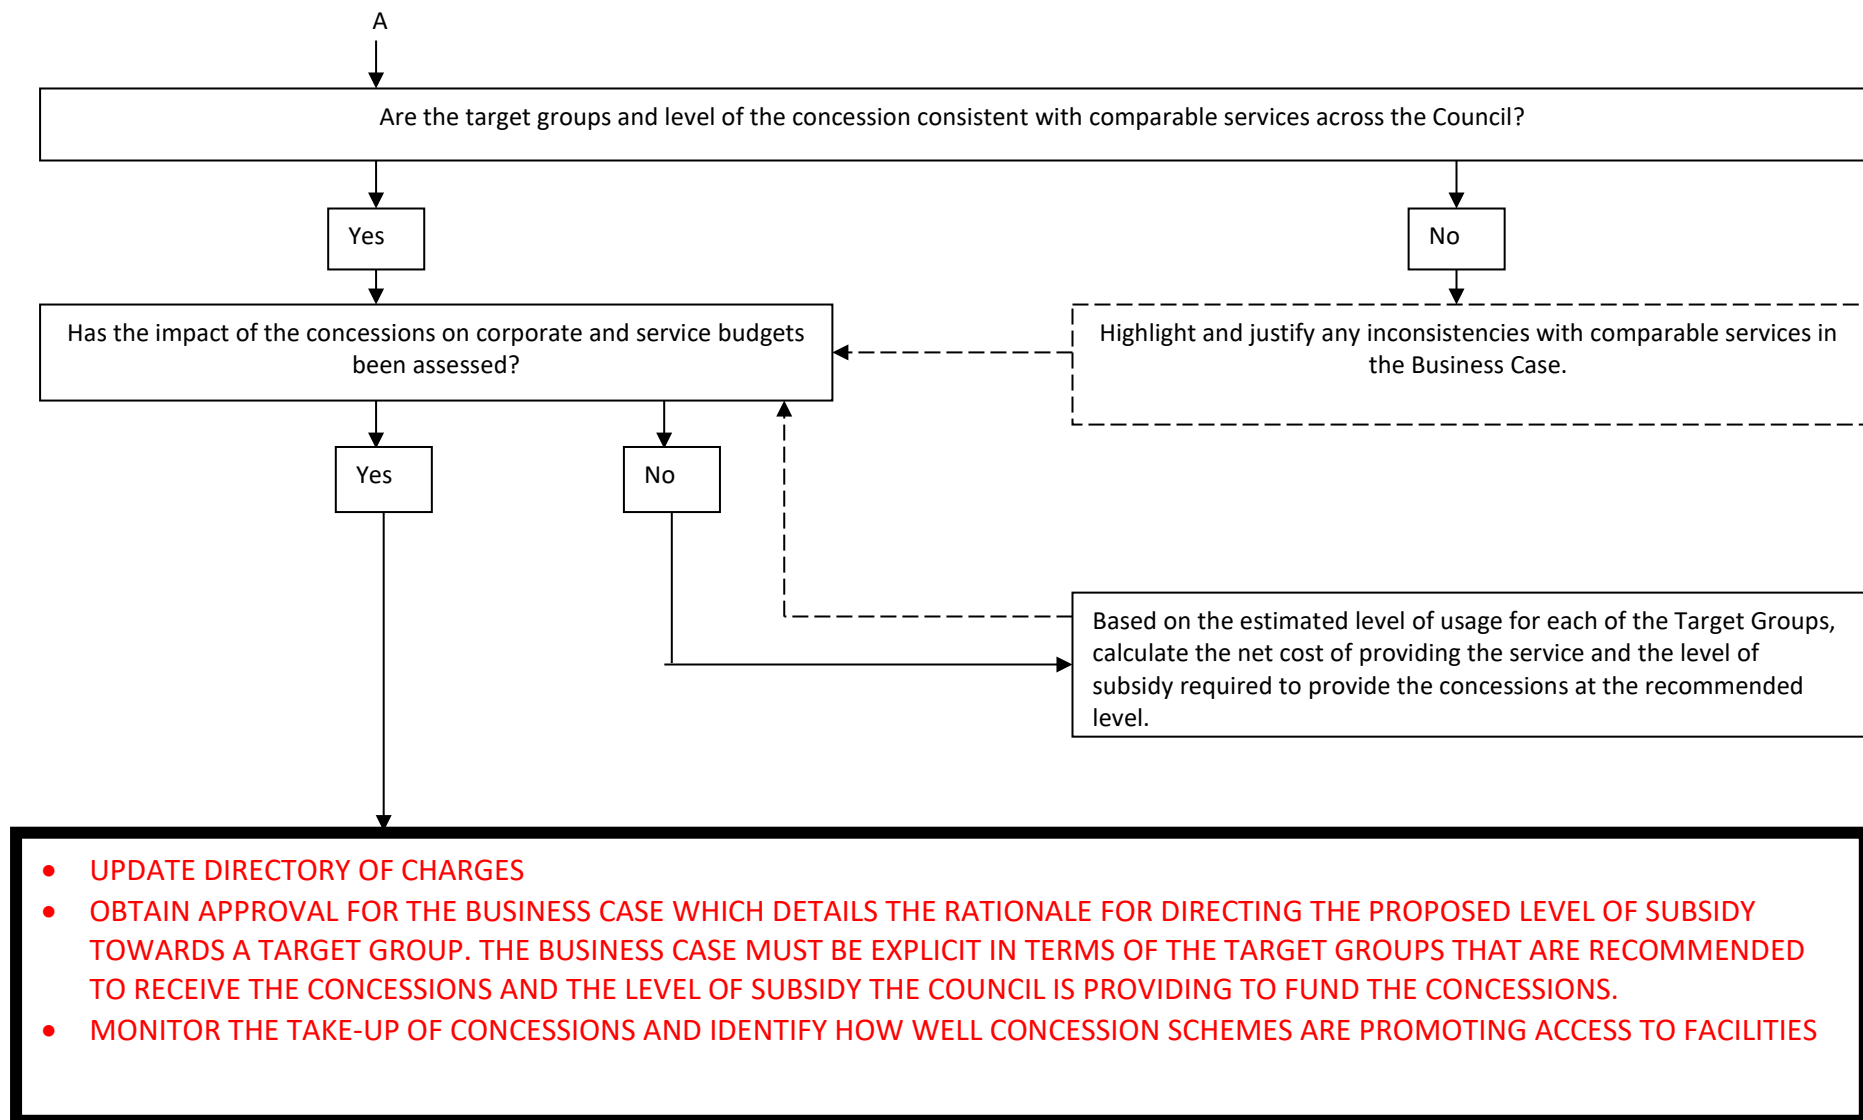 A
Are the target groups and level of the concession consistent with comparable services across the Council?
Yes
No
Has the impact of the concessions on corporate and service budgets
been assessed?
Highlight and justify any inconsistencies with comparable services in
the Business Case.
Yes
No
Based on the estimated level of usage for each of the Target Groups,
calculate the net cost of providing the service and the level of
subsidy required to provide the concessions at the recommended
level.
• UPDATE DIRECTORY OF CHARGES
• OBTAIN APPROVAL FOR THE BUSINESS CASE WHICH DETAILS THE RATIONALE FOR DIRECTING THE PROPOSED LEVEL OF SUBSIDY
TOWARDS A TARGET GROUP. THE BUSINESS CASE MUST BE EXPLICIT IN TERMS OF THE TARGET GROUPS THAT ARE RECOMMENDED
TO RECEIVE THE CONCESSIONS AND THE LEVEL OF SUBSIDY THE COUNCIL IS PROVIDING TO FUND THE CONCESSIONS.
• MONITOR THE TAKE-UP OF CONCESSIONS AND IDENTIFY HOW WELL CONCESSION SCHEMES ARE PROMOTING ACCESS TO FACILITIES